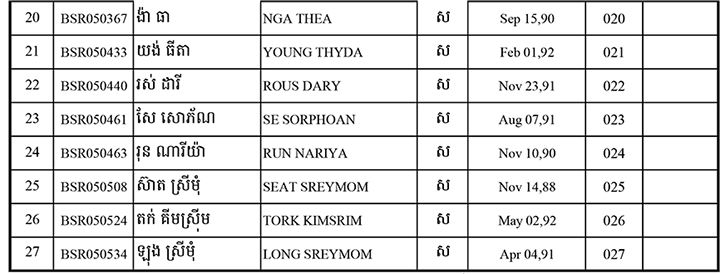 20 BSR050367 ង៉ា ធា NGA THEA ស Sep 15,90 020
21 BSR050433 យង់ ធីតា YOUNG THYDA ស Feb 01,92 021
22 BSR050440 រស់ ដារី ROUS DARY ស Nov 23,91 022
23 BSR050461 សែ សោភ័ណ SE SORPHOAN ស Aug 07,91 023
24 BSR050463 រុន ណារីយ៉ា RUN NARIYA ស Nov 10,90 024
25 BSR050508 ស៊ាត ស្រីមុំ SEAT SREYMOM ស Nov 14,88 025
26 BSR050524 តក់ គីមស្រ៊ីម TORK KIMSRIM ស May 02,92 026
27 BSR050534 ឡុង ស្រីមុំ LONG SREYMOM ស Apr 04,91 027